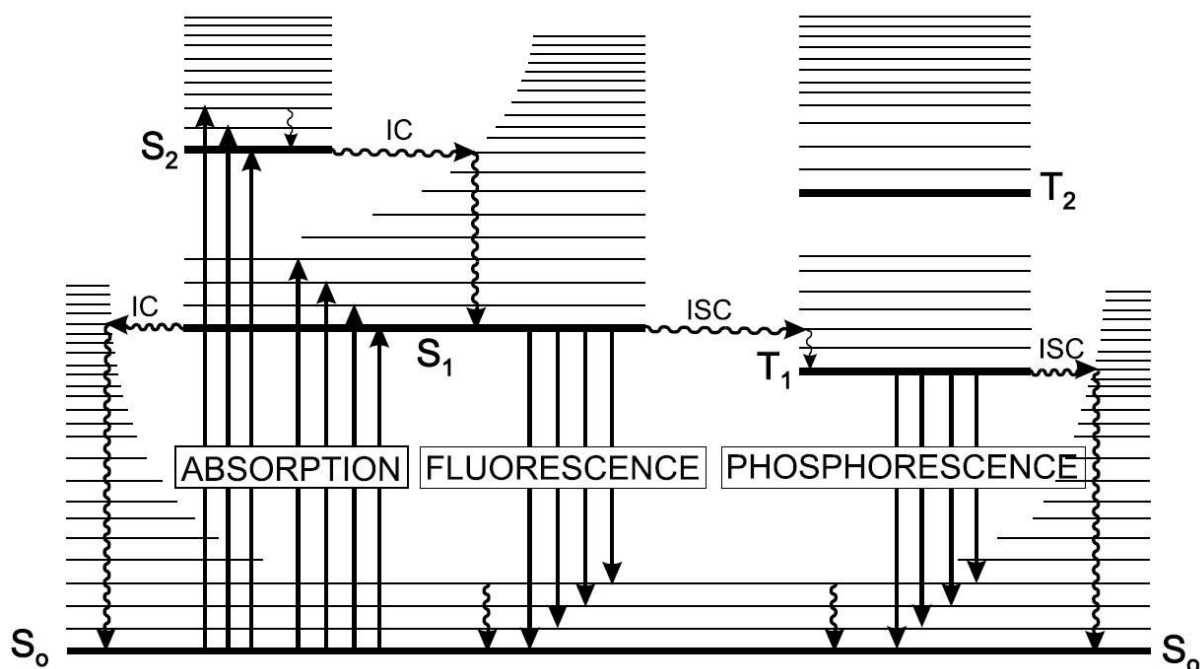 IC
S₂
T₂
IC
ISC
S₁
T₁
ISC
ABSORPTION
FLUORESCENCE
PHOSPHORESCENCE
Sₒ
Sₒ